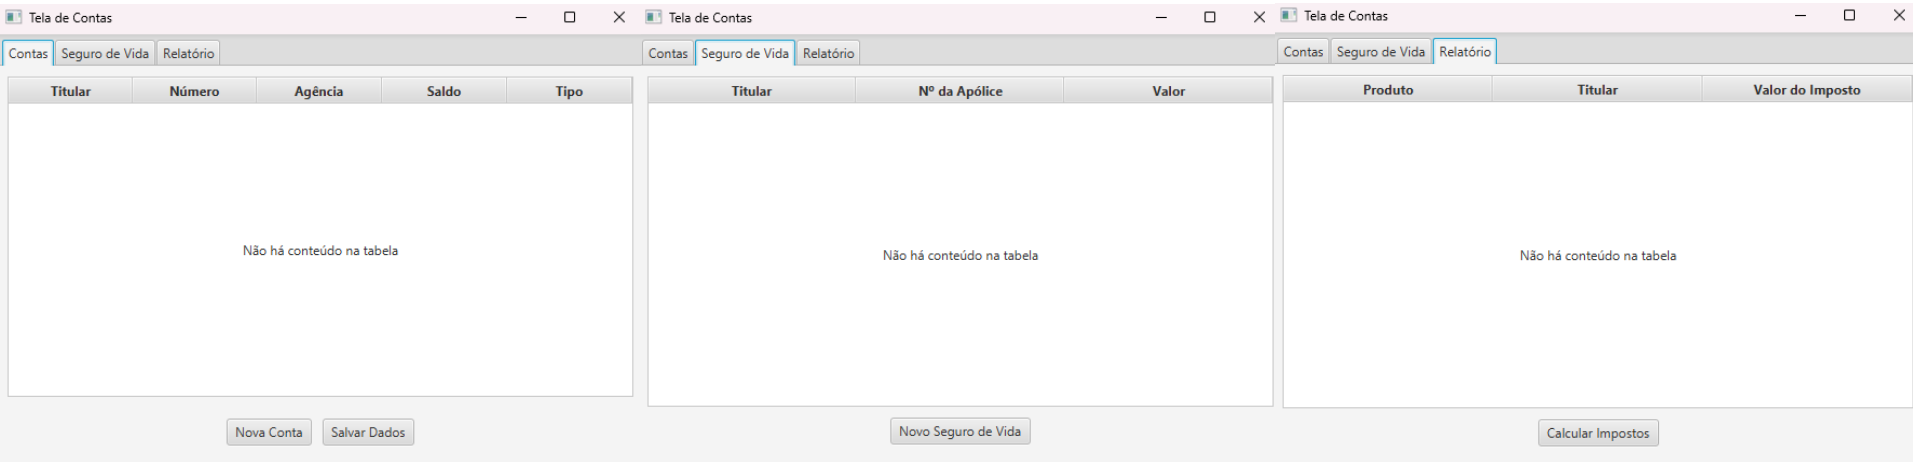 Tela de Contas
Contas Seguro de Vida Relatório
Titular Número Agência Saldo Tipo
Não há conteúdo na tabela
Nova Conta Salvar Dados
Tela de Contas
Contas Seguro de Vida Relatório
Titular Nº da Apólice Valor
Não há conteúdo na tabela
Novo Seguro de Vida
Tela de Contas
Contas Seguro de Vida Relatório
Produto Titular Valor do Imposto
Não há conteúdo na tabela
Calcular Impostos